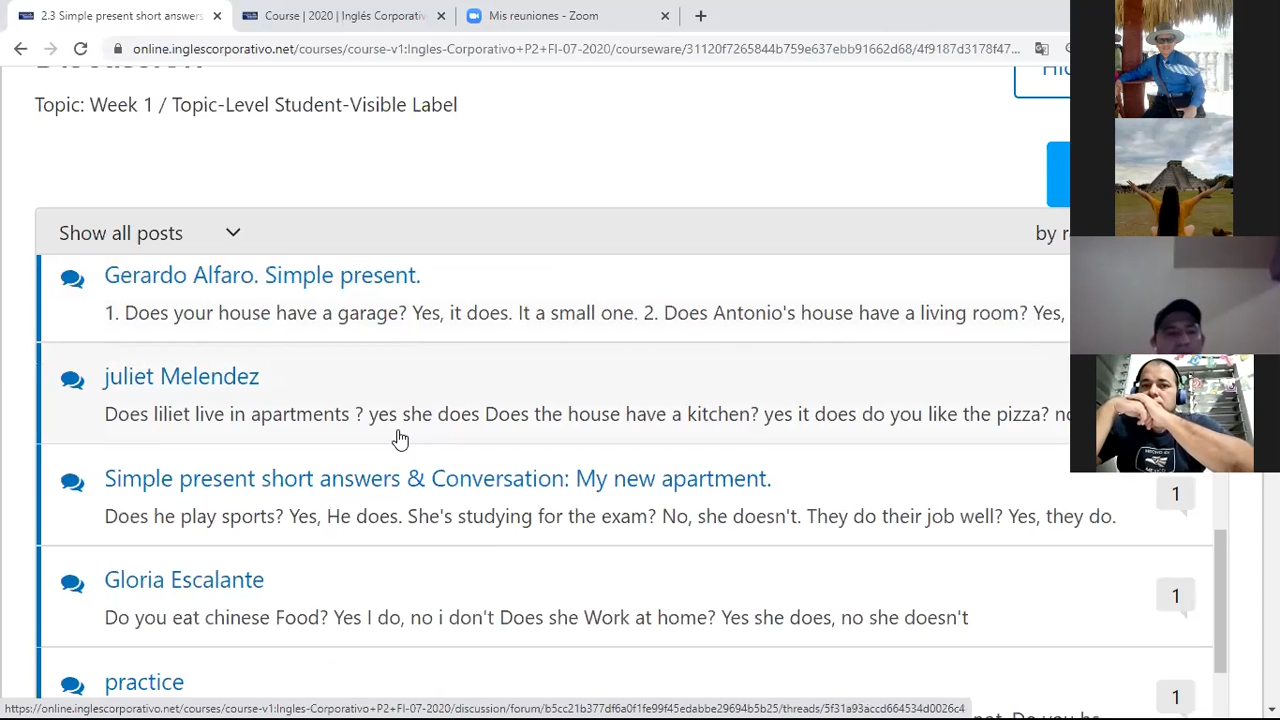 2.3 Simple present short answers
Course | 2020 | Inglés Corporativ
Mis reuniones - Zoom
online.inglescorporativo.net/courses/course-v1:Ingles-Corporativo+P2+FI-07-2020/courseware/31120f7265844b759e637ebb91662d68/4f9187d3178f47...
Topic: Week 1 / Topic-Level Student-Visible Label
Show all posts
by r
Gerardo Alfaro. Simple present.
1. Does your house have a garage? Yes, it does. It a small one. 2. Does Antonio's house have a living room? Yes,
juliet Melendez
Does liliet live in apartments ? yes she does Does the house have a kitchen? yes it does do you like the pizza? no
Simple present short answers & Conversation: My new apartment.
1
Does he play sports? Yes, He does. She's studying for the exam? No, she doesn't. They do their job well? Yes, they do.
Gloria Escalante
1
Do you eat chinese Food? Yes I do, no i don't Does she Work at home? Yes she does, no she doesn't
practice
1
https://online.inglescorporativo.net/courses/course-v1:Ingles-Corporativo+P2+FI-07-2020/discussion/forum/b5cc21b377df6a0f1fe99f45edabbe29694b5b25/threads/5f31a93accd664534d0026c4